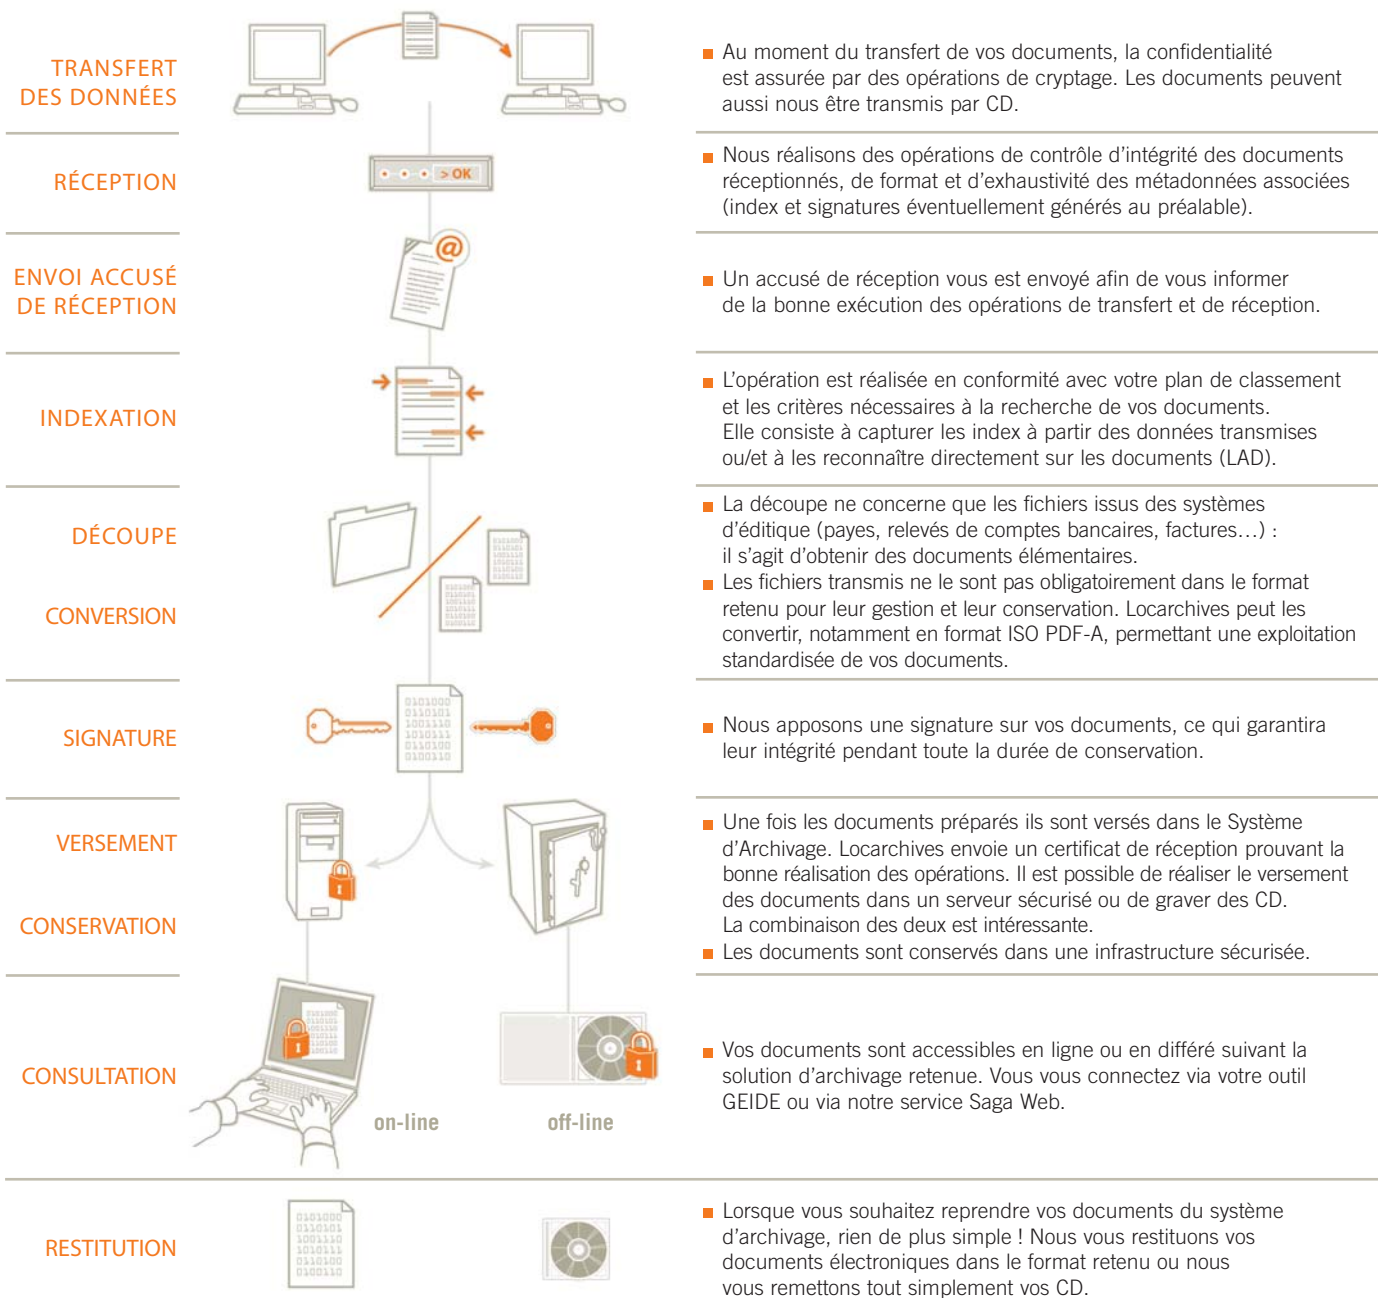 TRANSFERT
DES DONNÉES
■ Au moment du transfert de vos documents, la confidentialité
est assurée par des opérations de cryptage. Les documents peuvent
aussi nous être transmis par CD.
RÉCEPTION
> OK
■ Nous réalisons des opérations de contrôle d’intégrité des documents
réceptionnés, de format et d’exhaustivité des métadonnées associées
(index et signatures éventuellement générés au préalable).
ENVOI ACCUSÉ
DE RÉCEPTION
@
■ Un accusé de réception vous est envoyé afin de vous informer
de la bonne exécution des opérations de transfert et de réception.
INDEXATION
■ L’opération est réalisée en conformité avec votre plan de classement
et les critères nécessaires à la recherche de vos documents.
Elle consiste à capturer les index à partir des données transmises
ou/et à les reconnaître directement sur les documents (LAD).
DÉCOUPE
■ La découpe ne concerne que les fichiers issus des systèmes
d’éditique (payes, relevés de comptes bancaires, factures…) :
il s’agit d’obtenir des documents élémentaires.
CONVERSION
■ Les fichiers transmis ne le sont pas obligatoirement dans le format
retenu pour leur gestion et leur conservation. Locarchives peut les
convertir, notamment en format ISO PDF-A, permettant une exploitation
standardisée de vos documents.
SIGNATURE
0101000
0110101
1001110
1010111
0110100
0100110
■ Nous apposons une signature sur vos documents, ce qui garantira
leur intégrité pendant toute la durée de conservation.
VERSEMENT
■ Une fois les documents préparés ils sont versés dans le Système
d’Archivage. Locarchives envoie un certificat de réception prouvant la
bonne réalisation des opérations. Il est possible de réaliser le versement
des documents dans un serveur sécurisé ou de graver des CD.
La combinaison des deux est intéressante.
CONSERVATION
■ Les documents sont conservés dans une infrastructure sécurisée.
CONSULTATION
on-line
off-line
■ Vos documents sont accessibles en ligne ou en différé suivant la
solution d’archivage retenue. Vous vous connectez via votre outil
GEIDE ou via notre service Saga Web.
RESTITUTION
0101000
0110101
1001110
1010111
0110100
0100110
■ Lorsque vous souhaitez reprendre vos documents du système
d’archivage, rien de plus simple ! Nous vous restituons vos
documents électroniques dans le format retenu ou nous
vous remettons tout simplement vos CD.